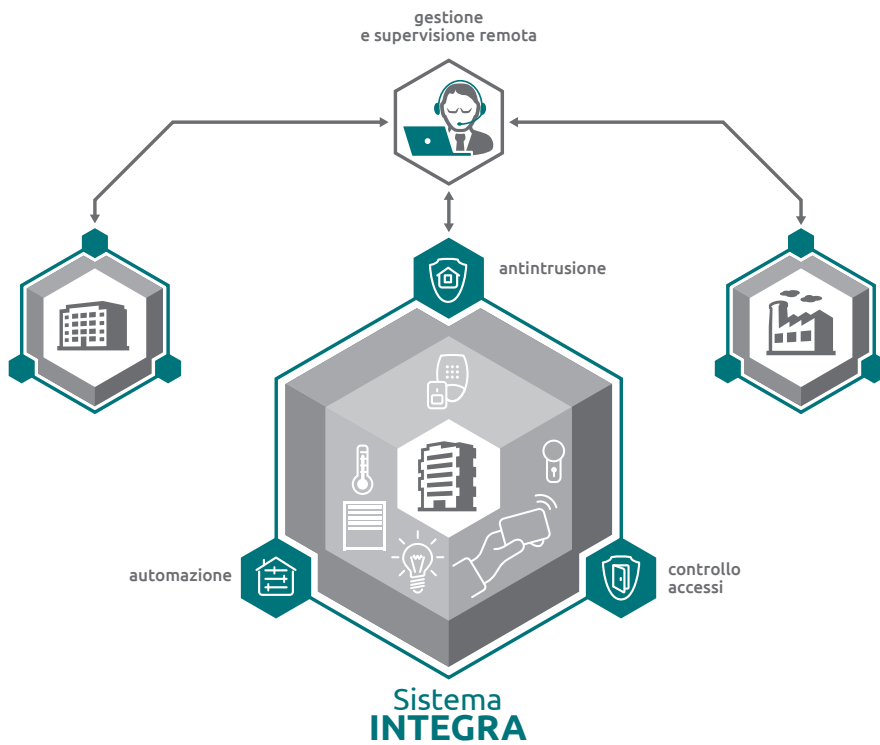 gestione
e supervisione remota
antintrusione
automazione
controllo
accessi
Sistema
INTEGRA